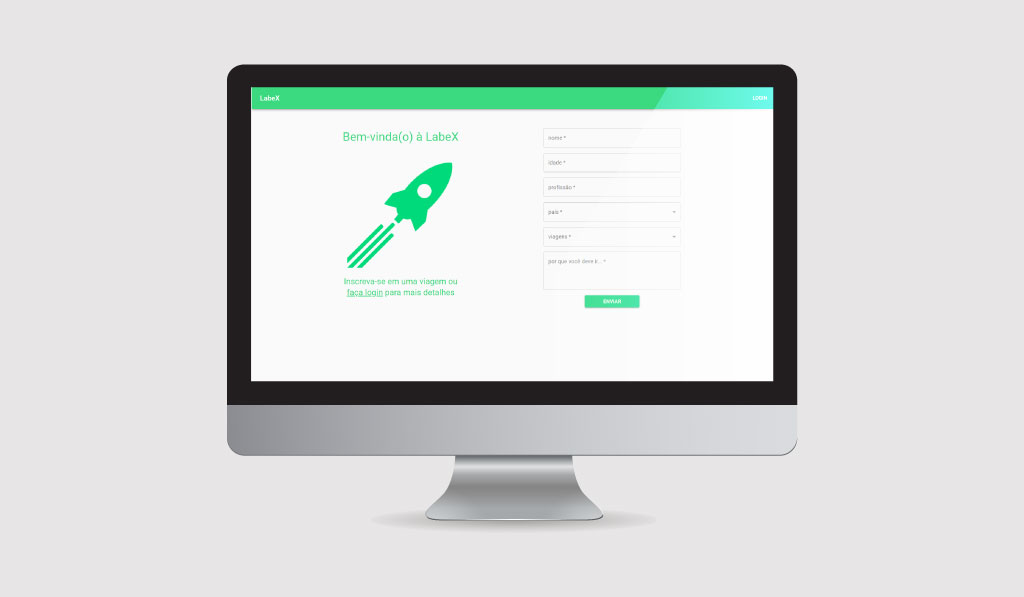 LabeX
LOGIN
Bem-vinda(o) à LabeX
Inscreva-se em uma viagem ou
faça login para mais detalhes
nome *
idade *
profissão *
país *
viagens *
por que você deve ir... *
ENVIAR